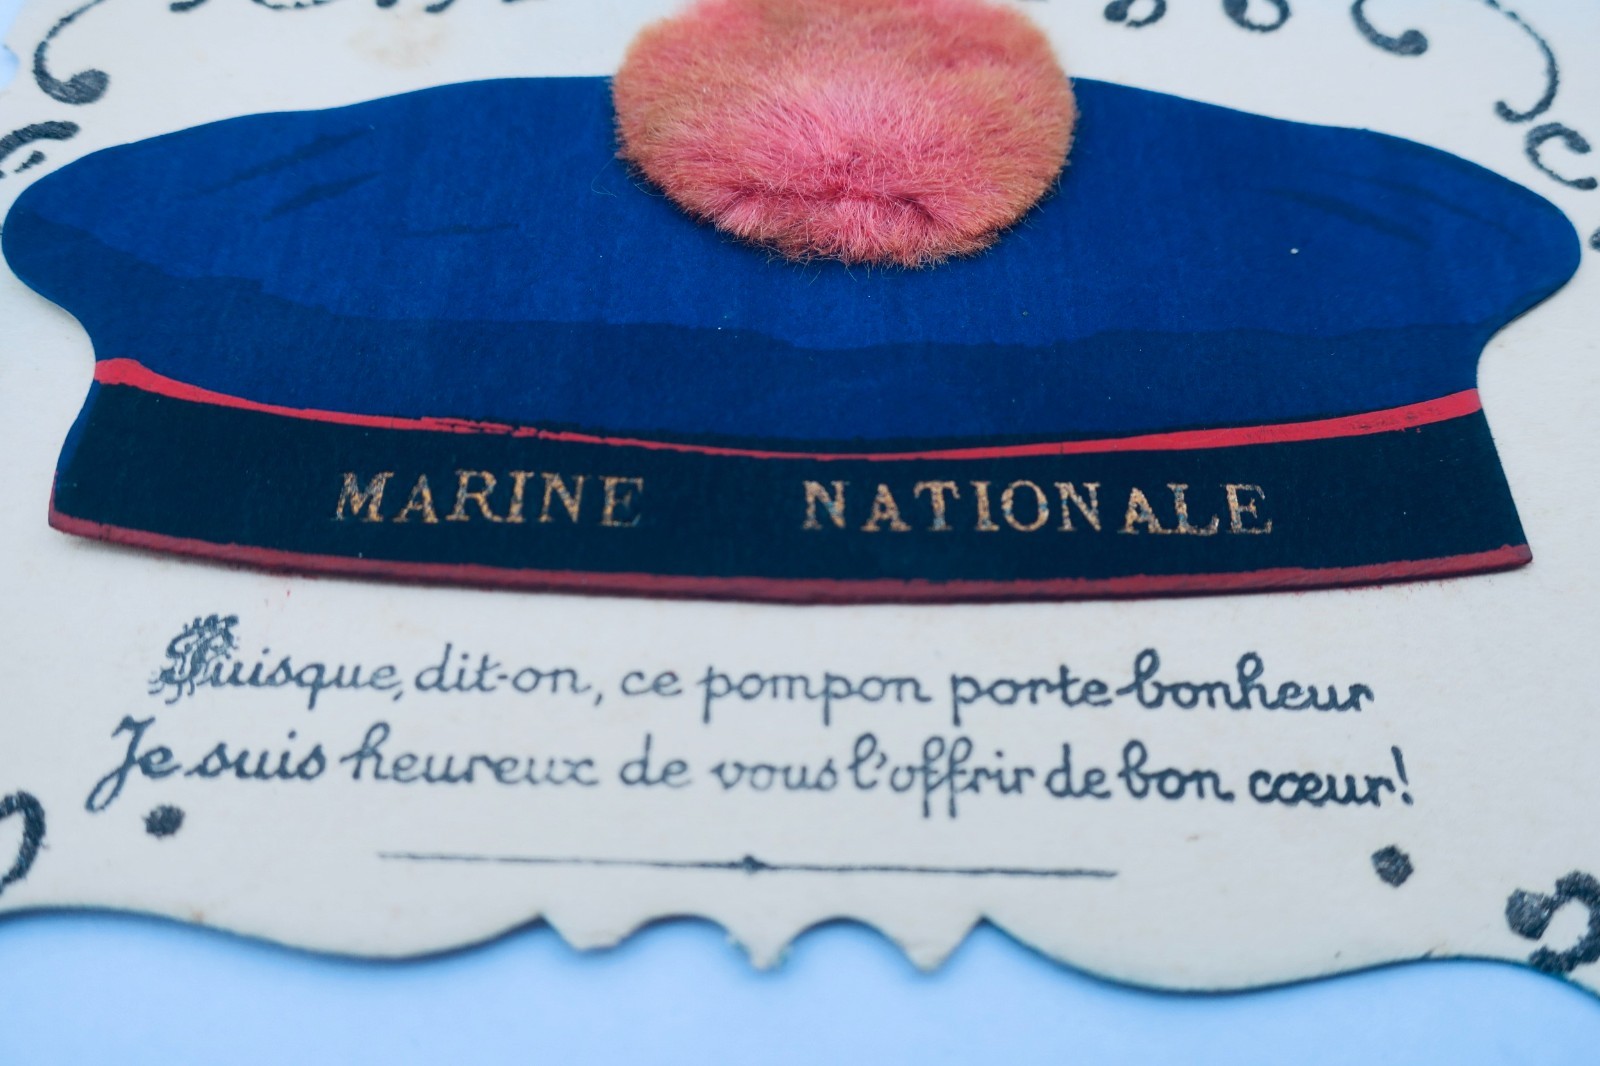 MARINE NATIONALE
Puisque, dit-on, ce pompon porte bonheur
Je suis heureux de vous l'offrir de bon cœur!